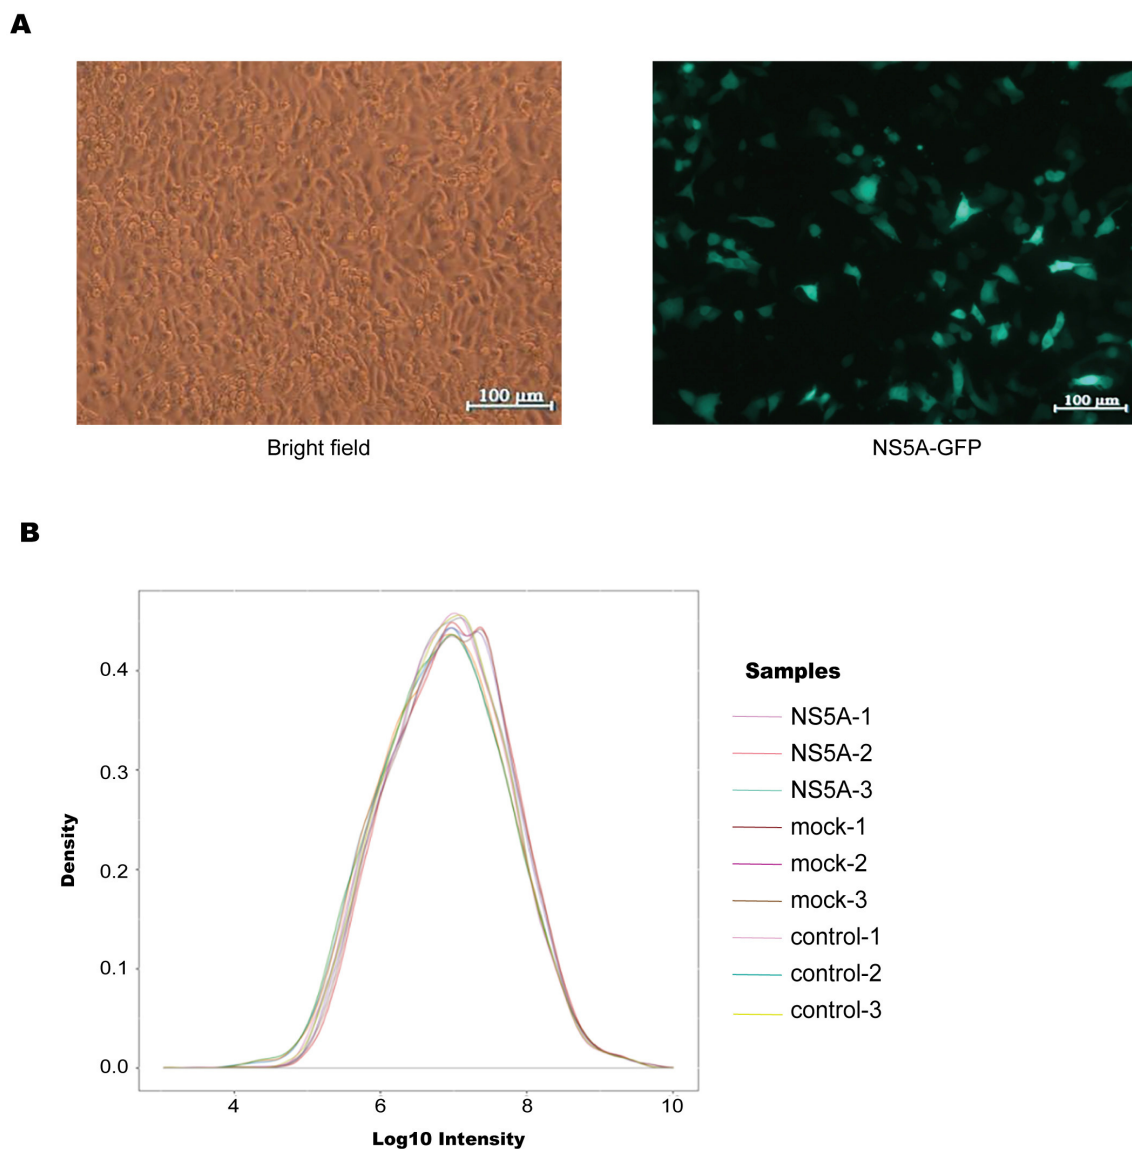 A
100 µm
100 µm
Bright field
NS5A-GFP
B
0.4
0.3
0.2
0.1
0.0
Density
4
6
8
10
Log10 Intensity
Samples
NS5A-1
NS5A-2
NS5A-3
mock-1
mock-2
mock-3
control-1
control-2
control-3